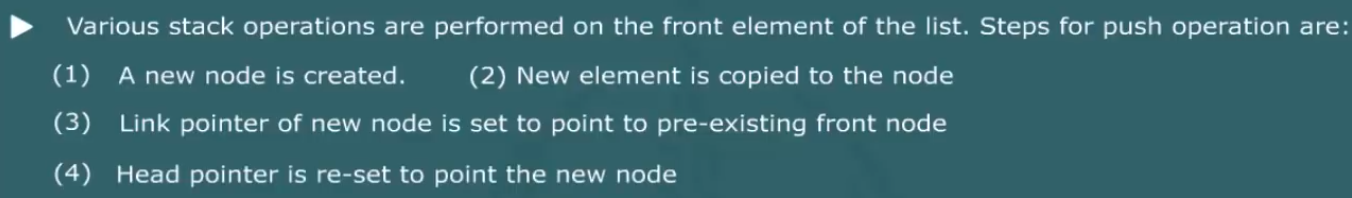 Various stack operations are performed on the front element of the list. Steps for push operation are:
(1) A new node is created. (2) New element is copied to the node
(3) Link pointer of new node is set to point to pre-existing front node
(4) Head pointer is re-set to point the new node